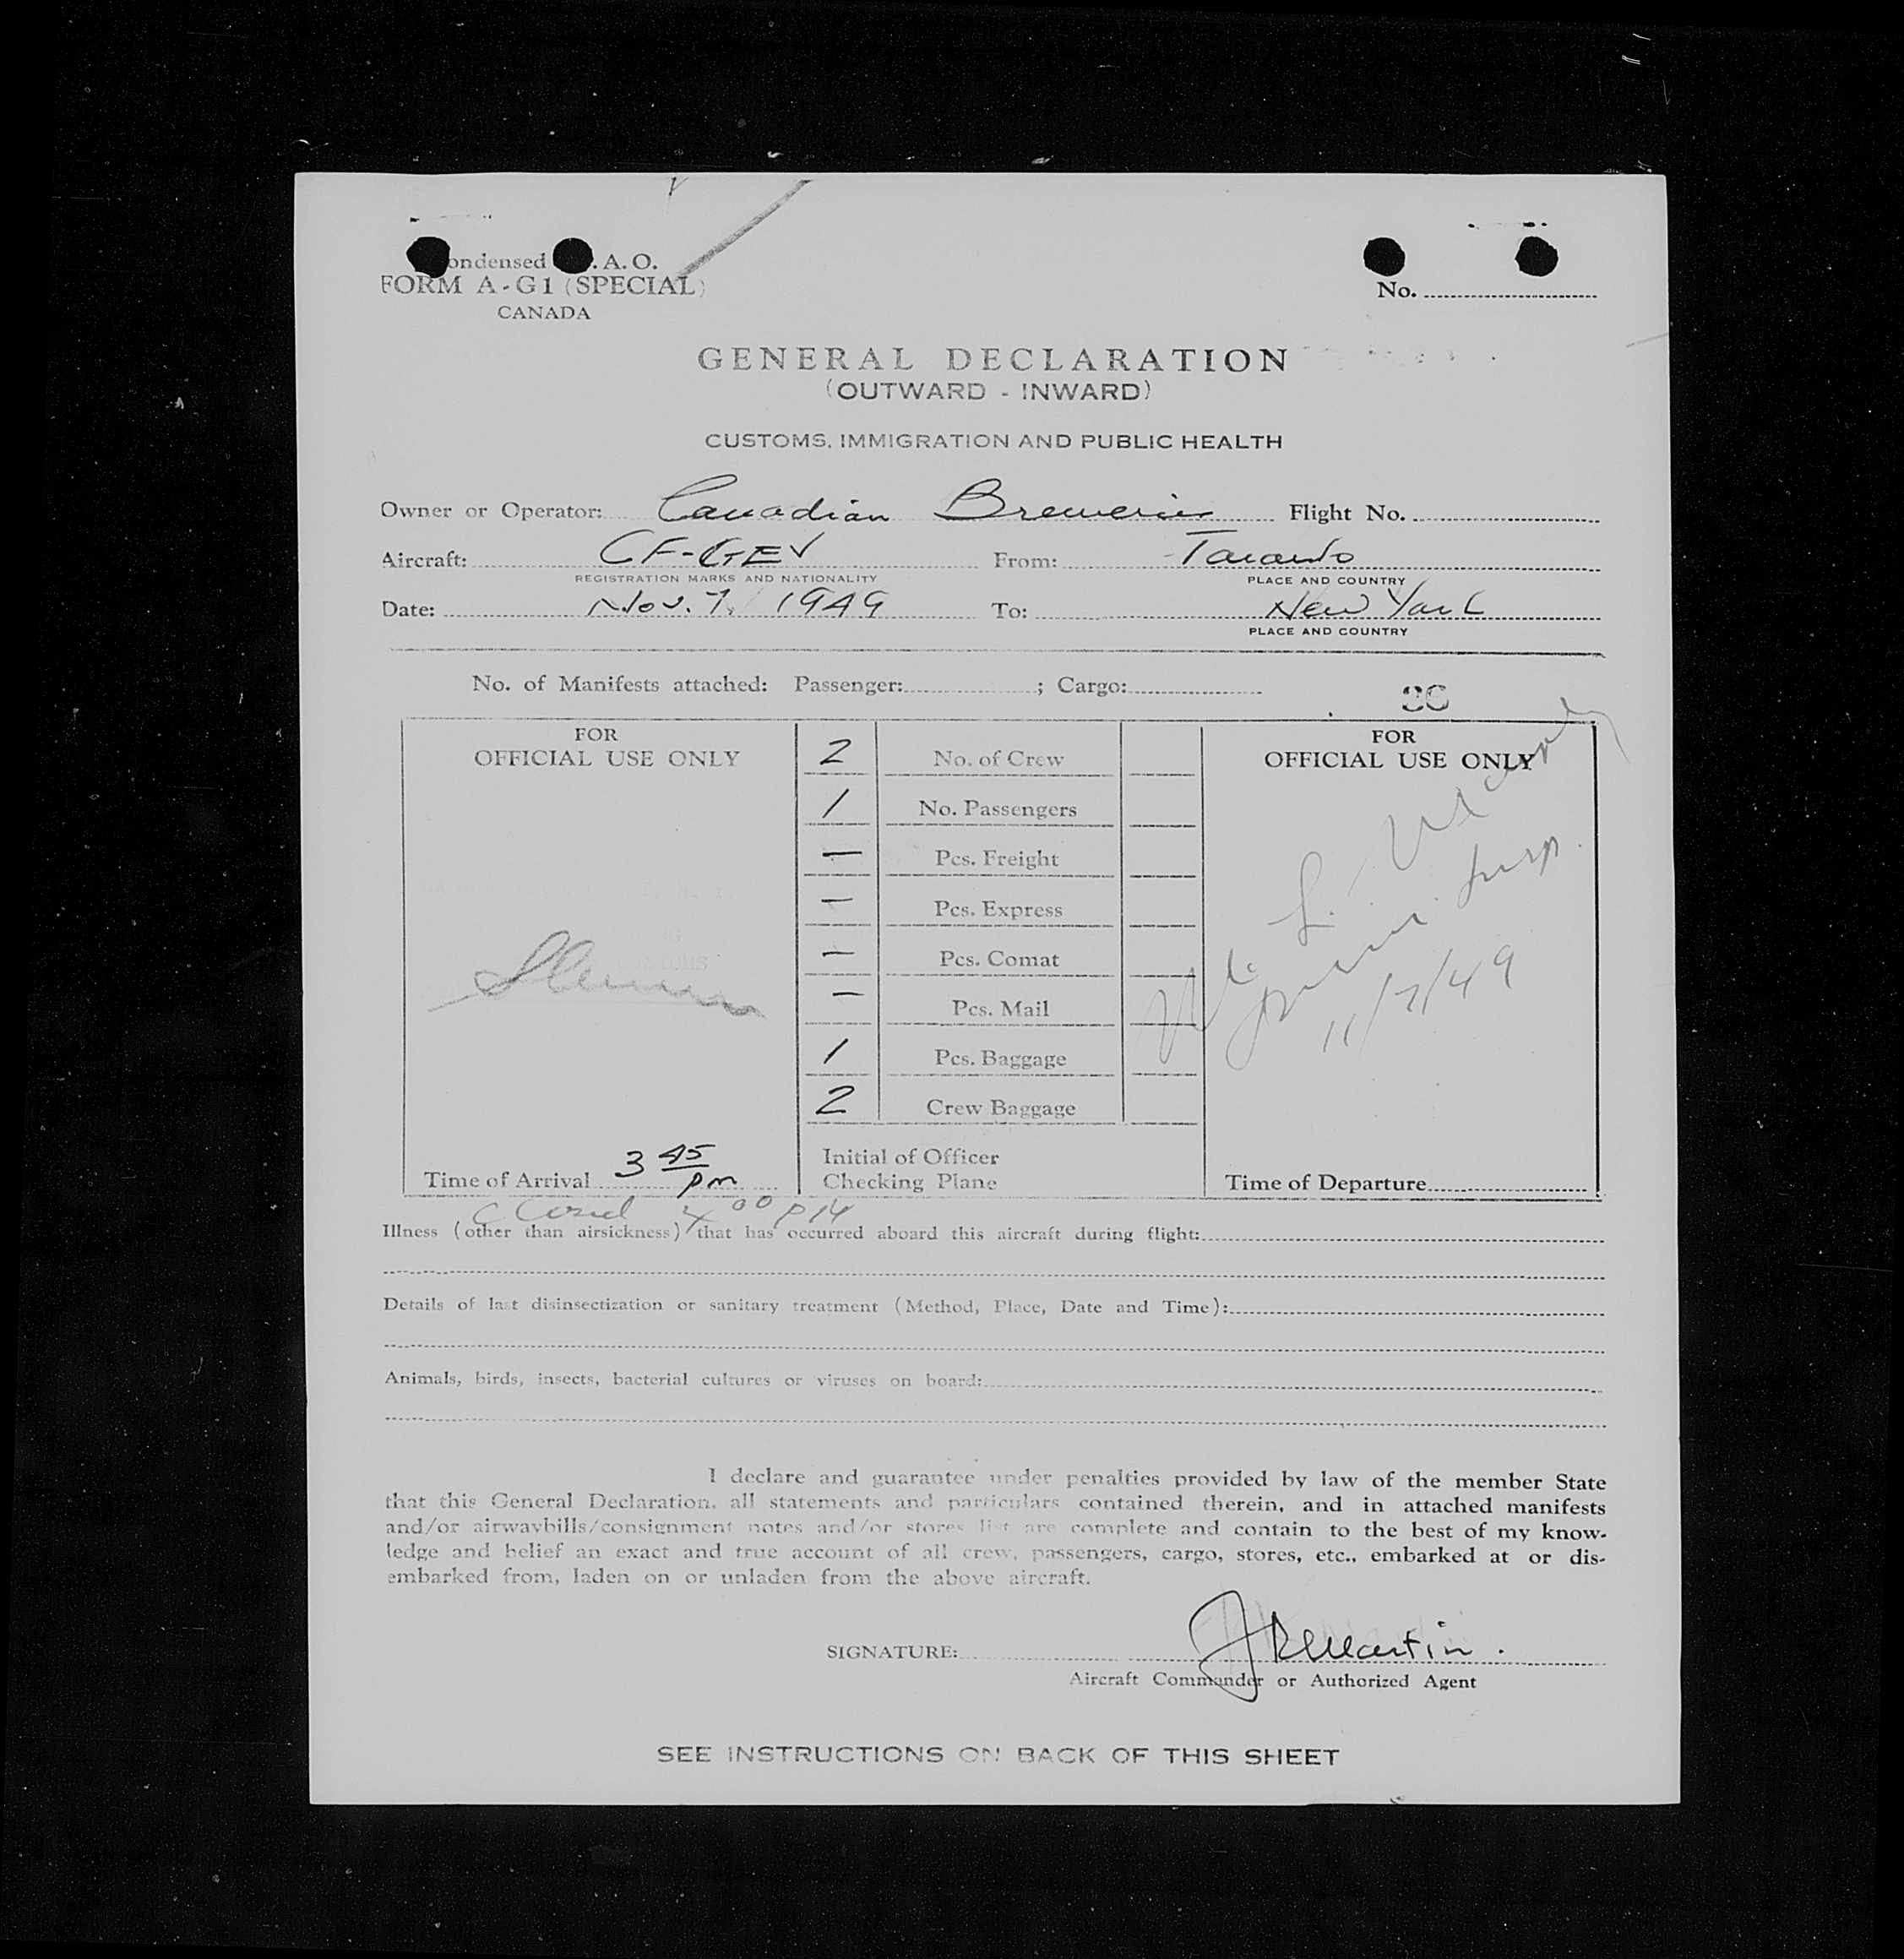 ondensed .A.O.
FORM A-G1 (SPECIAL)
CANADA
No.
GENERAL DECLARATION
(OUTWARD - INWARD)
CUSTOMS, IMMIGRATION AND PUBLIC HEALTH
Owner or Operator: Canadian Breweries Flight No.
Aircraft: CF-GEV From: Toronto
REGISTRATION MARKS AND NATIONALITY PLACE AND COUNTRY
Date: Nov. 7, 1949 To: New York
PLACE AND COUNTRY
No. of Manifests attached: Passenger: ; Cargo:
FOR
OFFICIAL USE ONLY
2 No. of Crew
1 No. Passengers
— Pcs. Freight
— Pcs. Express
— Pcs. Comat
— Pcs. Mail
1 Pcs. Baggage
2 Crew Baggage
Initial of Officer
Checking Plane
FOR
OFFICIAL USE ONLY
Insp.
11/7/49
Time of Arrival 3 45 pm
Time of Departure
Closed 4 00 PM
Illness (other than airsickness) that has occurred aboard this aircraft during flight:
Details of last disinsectization or sanitary treatment (Method, Place, Date and Time):
Animals, birds, insects, bacterial cultures or viruses on board:
I declare and guarantee under penalties provided by law of the member State
that this General Declaration, all statements and particulars contained therein, and in attached manifests
and/or airwaybills/consignment notes and/or stores list are complete and contain to the best of my know-
ledge and belief an exact and true account of all crew, passengers, cargo, stores, etc., embarked at or dis-
embarked from, laden on or unladen from the above aircraft.
SIGNATURE: J R Martin.
Aircraft Commander or Authorized Agent
SEE INSTRUCTIONS ON BACK OF THIS SHEET